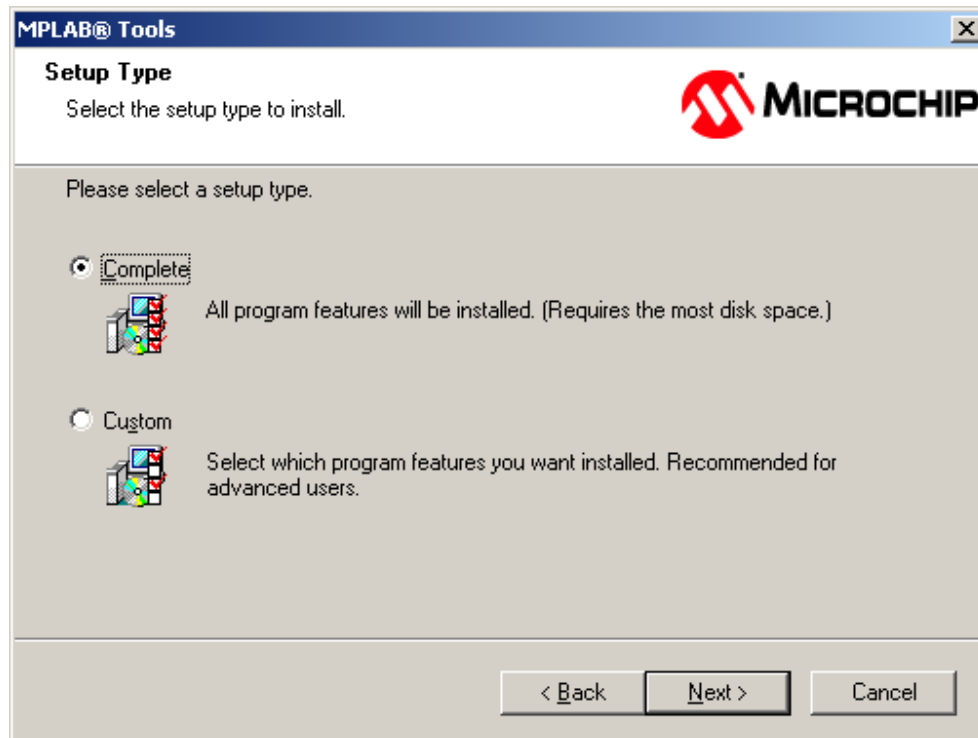 MPLAB® Tools
Setup Type
Select the setup type to install.
MICROCHIP
Please select a setup type.
Complete
All program features will be installed. (Requires the most disk space.)
Custom
Select which program features you want installed. Recommended for
advanced users.
< Back
Next >
Cancel